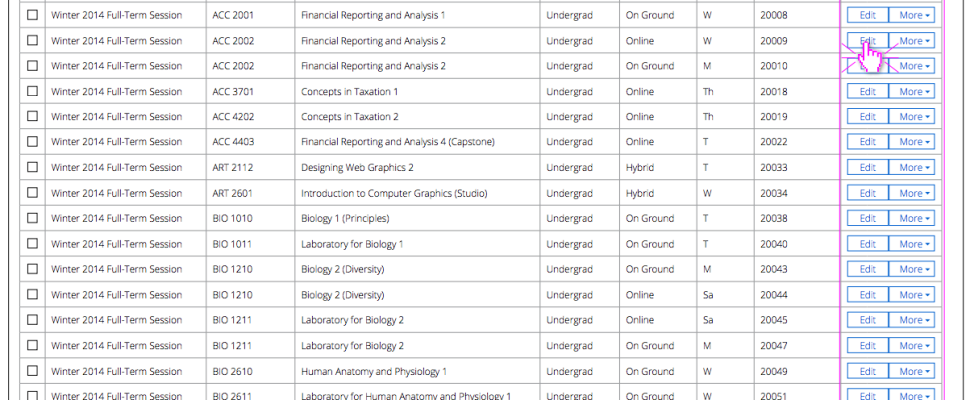 Winter 2014 Full-Term Session ACC 2001 Financial Reporting and Analysis 1 Undergrad On Ground W 20008 Edit More
Winter 2014 Full-Term Session ACC 2002 Financial Reporting and Analysis 2 Undergrad Online W 20009 Edit More
Winter 2014 Full-Term Session ACC 2002 Financial Reporting and Analysis 2 Undergrad On Ground M 20010 More
Winter 2014 Full-Term Session ACC 3701 Concepts in Taxation 1 Undergrad Online Th 20018 Edit More
Winter 2014 Full-Term Session ACC 4202 Concepts in Taxation 2 Undergrad Online Th 20019 Edit More
Winter 2014 Full-Term Session ACC 4403 Financial Reporting and Analysis 4 (Capstone) Undergrad Online T 20022 Edit More
Winter 2014 Full-Term Session ART 2112 Designing Web Graphics 2 Undergrad Hybrid T 20033 Edit More
Winter 2014 Full-Term Session ART 2601 Introduction to Computer Graphics (Studio) Undergrad Hybrid W 20034 Edit More
Winter 2014 Full-Term Session BIO 1010 Biology 1 (Principles) Undergrad On Ground T 20038 Edit More
Winter 2014 Full-Term Session BIO 1011 Laboratory for Biology 1 Undergrad On Ground T 20040 Edit More
Winter 2014 Full-Term Session BIO 1210 Biology 2 (Diversity) Undergrad On Ground M 20043 Edit More
Winter 2014 Full-Term Session BIO 1210 Biology 2 (Diversity) Undergrad Online Sa 20044 Edit More
Winter 2014 Full-Term Session BIO 1211 Laboratory for Biology 2 Undergrad Online Sa 20045 Edit More
Winter 2014 Full-Term Session BIO 1211 Laboratory for Biology 2 Undergrad On Ground M 20047 Edit More
Winter 2014 Full-Term Session BIO 2610 Human Anatomy and Physiology 1 Undergrad On Ground W 20049 Edit More
Winter 2014 Full-Term Session BIO 2611 Laboratory for Human Anatomy and Physiology 1 Undergrad On Ground W 20051 Edit More